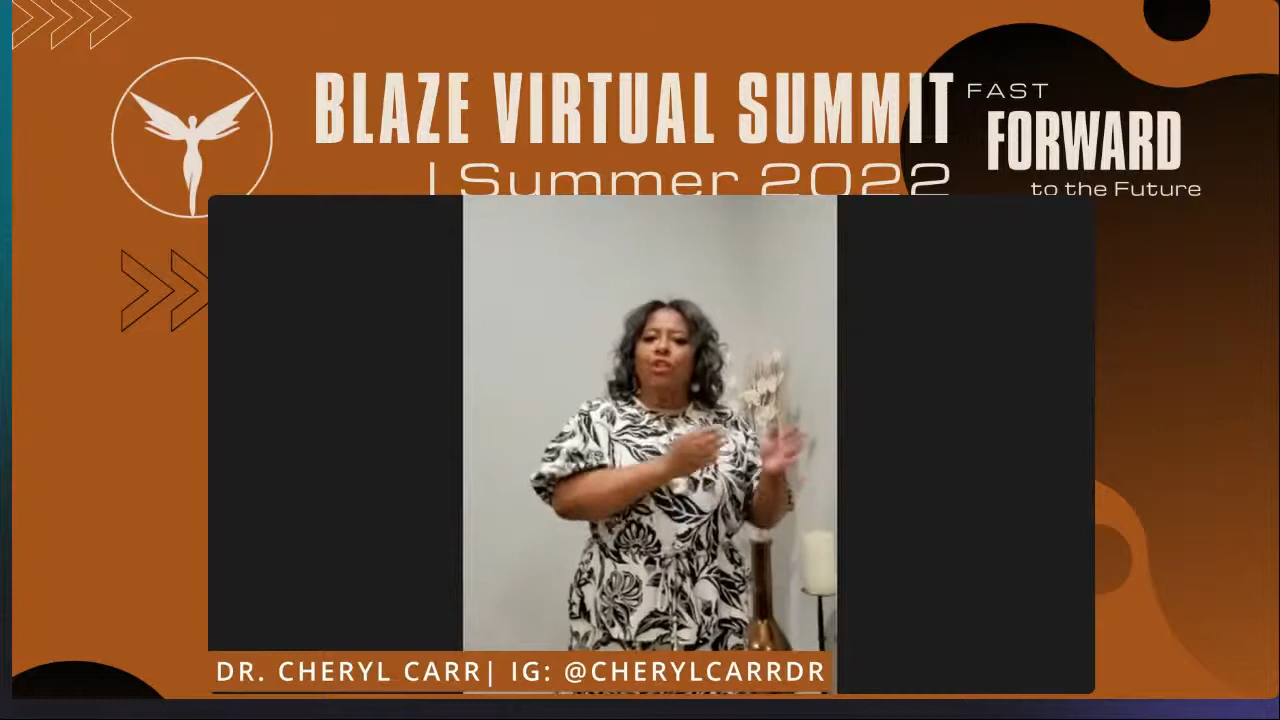 BLAZE VIRTUAL SUMMIT
| Summer 2022
FAST
FORWARD
to the Future
DR. CHERYL CARR| IG: @CHERYLCARRDR